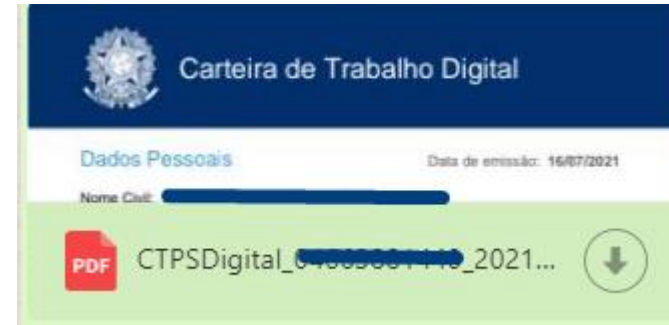 Carteira de Trabalho Digital
Dados Pessoais Data de emissão: 16/07/2021
Nome Civil:
PDF CTPSDigital_ _2021...